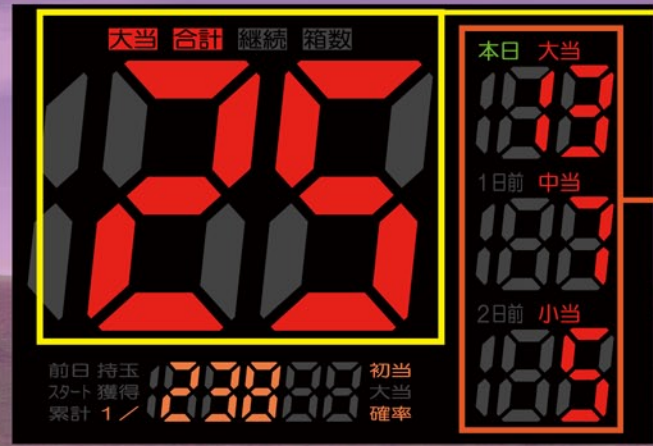 大当 合計 継続 箱数
25
本日 大当
13
1日前 中当
7
2日前 小当
5
前日 持玉 初当
スタート 獲得 238 大当
累計 1/ 確率